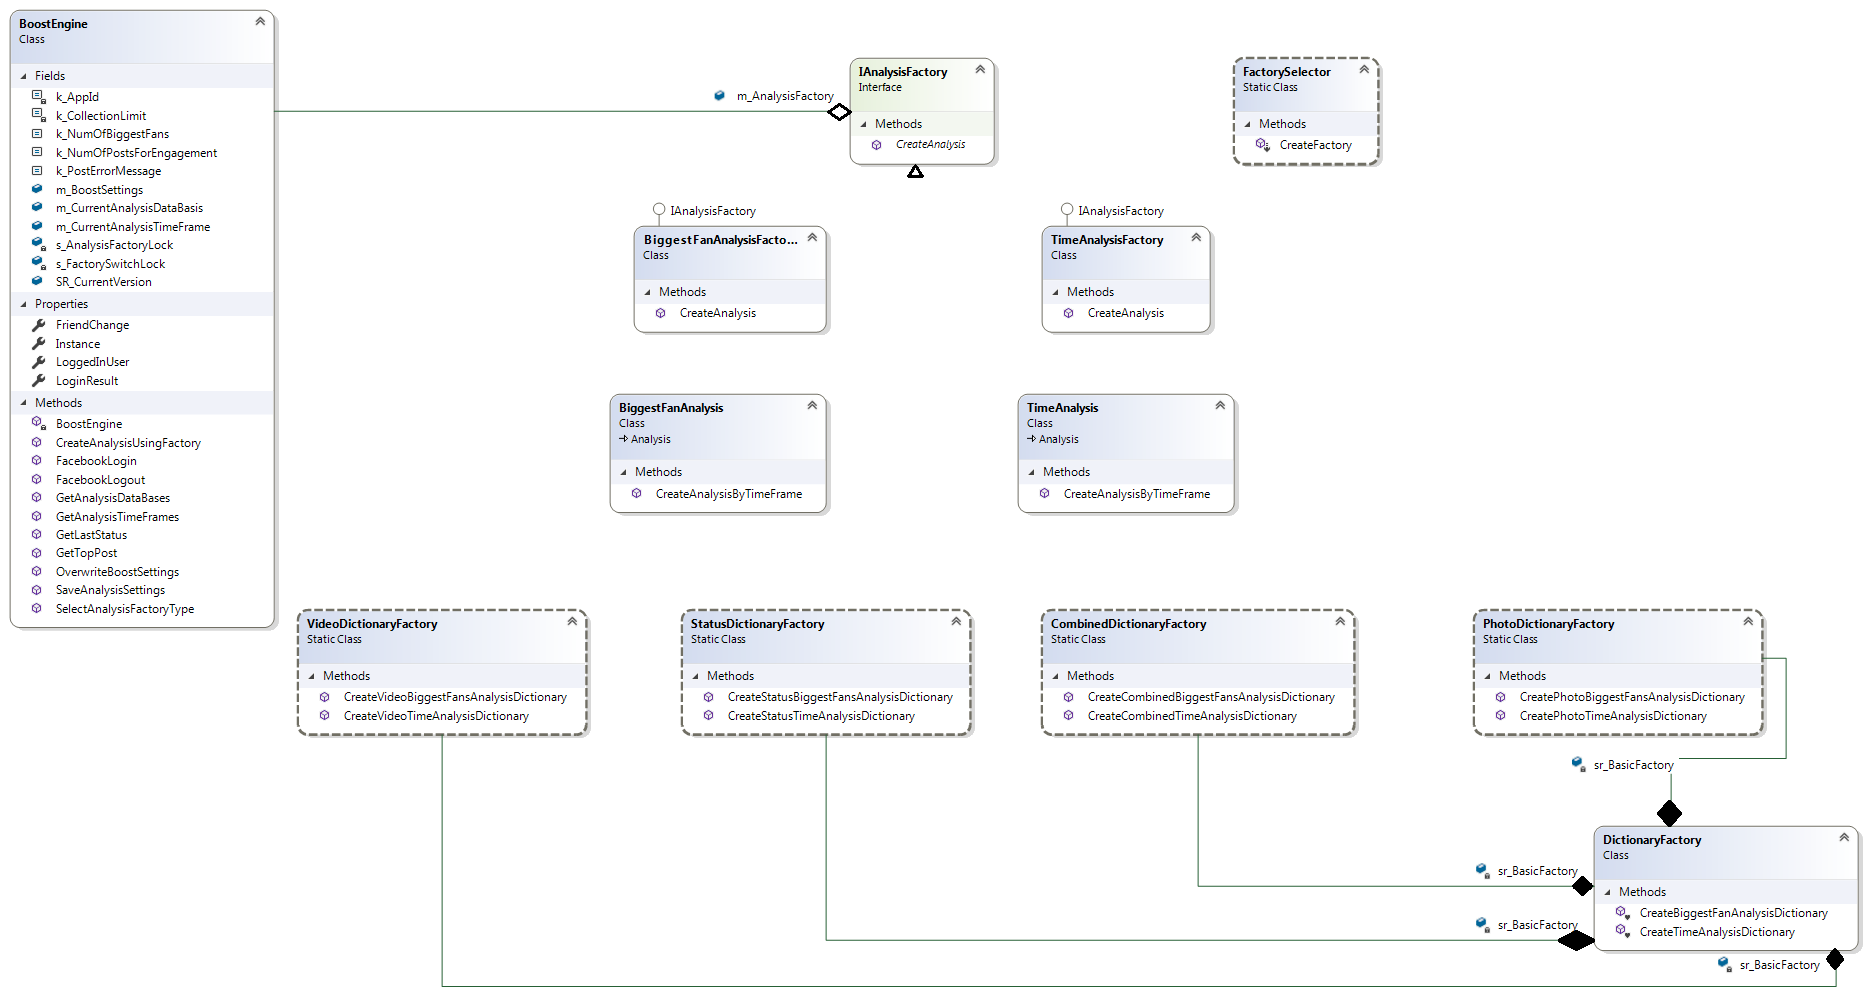 BoostEngine
Class
Fields
k_AppId
k_CollectionLimit
k_NumOfBiggestFans
k_NumOfPostsForEngagement
k_PostErrorMessage
m_BoostSettings
m_CurrentAnalysisDataBasis
m_CurrentAnalysisTimeFrame
s_AnalysisFactoryLock
s_FactorySwitchLock
SR_CurrentVersion
Properties
FriendChange
Instance
LoggedInUser
LoginResult
Methods
BoostEngine
CreateAnalysisUsingFactory
FacebookLogin
FacebookLogout
GetAnalysisDataBases
GetAnalysisTimeFrames
GetLastStatus
GetTopPost
OverwriteBoostSettings
SaveAnalysisSettings
SelectAnalysisFactoryType
m_AnalysisFactory
IAnalysisFactory
Interface
Methods
CreateAnalysis
FactorySelector
Static Class
Methods
CreateFactory
IAnalysisFactory
BiggestFanAnalysisFacto...
Class
Methods
CreateAnalysis
IAnalysisFactory
TimeAnalysisFactory
Class
Methods
CreateAnalysis
BiggestFanAnalysis
Class
Analysis
Methods
CreateAnalysisByTimeFrame
TimeAnalysis
Class
Analysis
Methods
CreateAnalysisByTimeFrame
VideoDictionaryFactory
Static Class
Methods
CreateVideoBiggestFansAnalysisDictionary
CreateVideoTimeAnalysisDictionary
StatusDictionaryFactory
Static Class
Methods
CreateStatusBiggestFansAnalysisDictionary
CreateStatusTimeAnalysisDictionary
CombinedDictionaryFactory
Static Class
Methods
CreateCombinedBiggestFansAnalysisDictionary
CreateCombinedTimeAnalysisDictionary
PhotoDictionaryFactory
Static Class
Methods
CreatePhotoBiggestFansAnalysisDictionary
CreatePhotoTimeAnalysisDictionary
sr_BasicFactory
DictionaryFactory
Class
Methods
CreateBiggestFanAnalysisDictionary
CreateTimeAnalysisDictionary
sr_BasicFactory
sr_BasicFactory
sr_BasicFactory